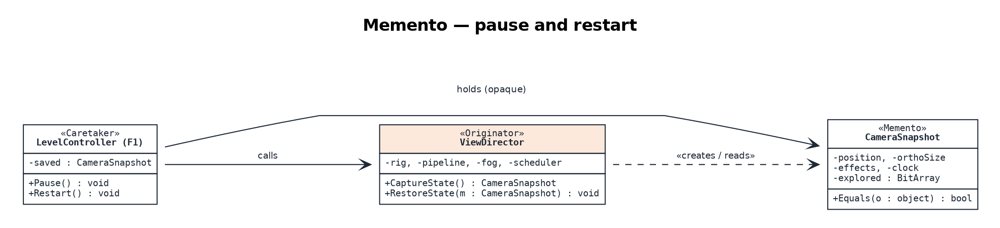 Memento — pause and restart
holds (opaque)
«Caretaker»
LevelController (F1)
-saved : CameraSnapshot
+Pause() : void
+Restart() : void
calls
«Originator»
ViewDirector
-rig, -pipeline, -fog, -scheduler
+CaptureState() : CameraSnapshot
+RestoreState(m : CameraSnapshot) : void
«creates / reads»
«Memento»
CameraSnapshot
-position, -orthoSize
-effects, -clock
-explored : BitArray
+Equals(o : object) : bool